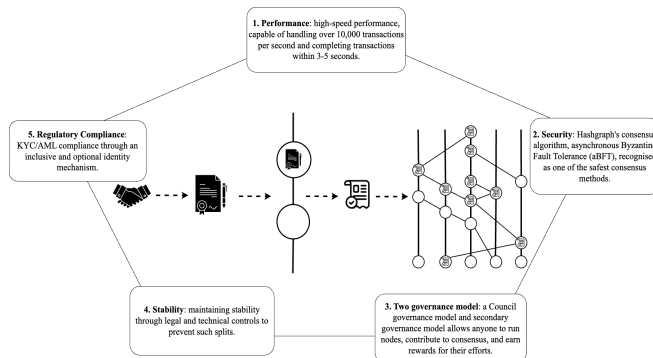 1. Performance: high-speed performance,
capable of handling over 10,000 transactions
per second and completing transactions
within 3-5 seconds.
5. Regulatory Compliance:
KYC/AML compliance through an
inclusive and optional identity
mechanism.
2. Security: Hashgraph's consensu
algorithm, asynchronous Byzantin
Fault Tolerance (aBFT), recognise
as one of the safest consensus
methods.
4. Stability: maintaining stability
through legal and technical controls to
prevent such splits.
3. Two governance model: a Council
governance model and secondary
governance model allows anyone to run
nodes, contribute to consensus, and earn
rewards for their efforts.